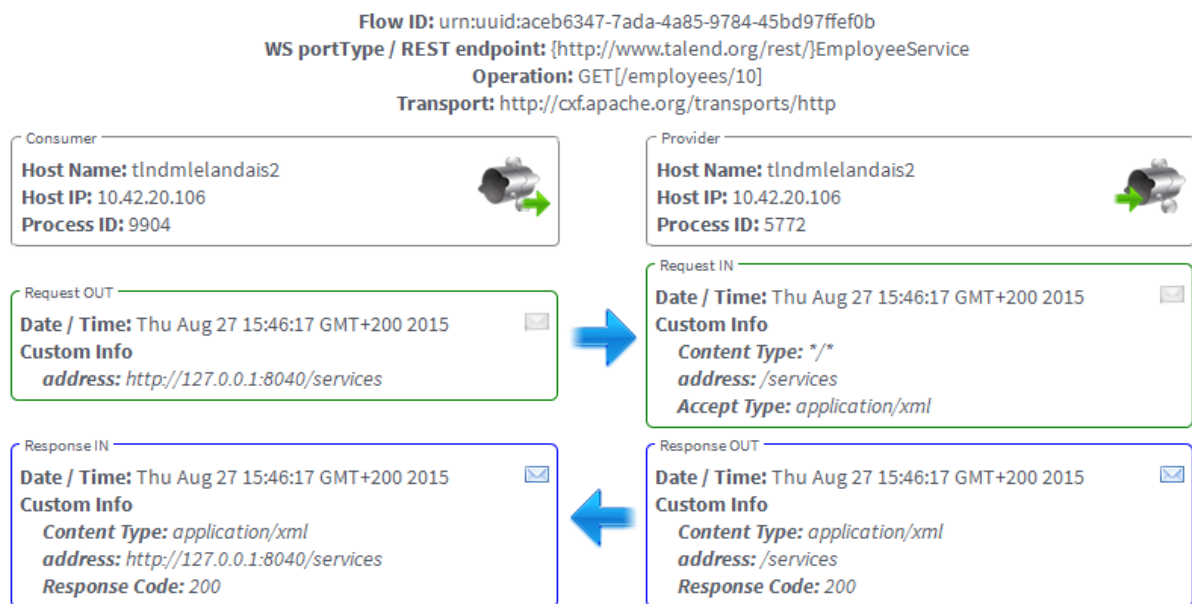 Flow ID: urn:uuid:aceb6347-7ada-4a85-9784-45bd97ffef0b
WS portType / REST endpoint: {http://www.talend.org/rest/}EmployeeService
Operation: GET[/employees/10]
Transport: http://cxf.apache.org/transports/http
Consumer
Host Name: tlndmlelandais2
Host IP: 10.42.20.106
Process ID: 9904
Provider
Host Name: tlndmlelandais2
Host IP: 10.42.20.106
Process ID: 5772
Request OUT
Date / Time: Thu Aug 27 15:46:17 GMT+200 2015
Custom Info
address: http://127.0.0.1:8040/services
Request IN
Date / Time: Thu Aug 27 15:46:17 GMT+200 2015
Custom Info
Content Type: */*
address: /services
Accept Type: application/xml
Response IN
Date / Time: Thu Aug 27 15:46:17 GMT+200 2015
Custom Info
Content Type: application/xml
address: http://127.0.0.1:8040/services
Response Code: 200
Response OUT
Date / Time: Thu Aug 27 15:46:17 GMT+200 2015
Custom Info
Content Type: application/xml
address: /services
Response Code: 200